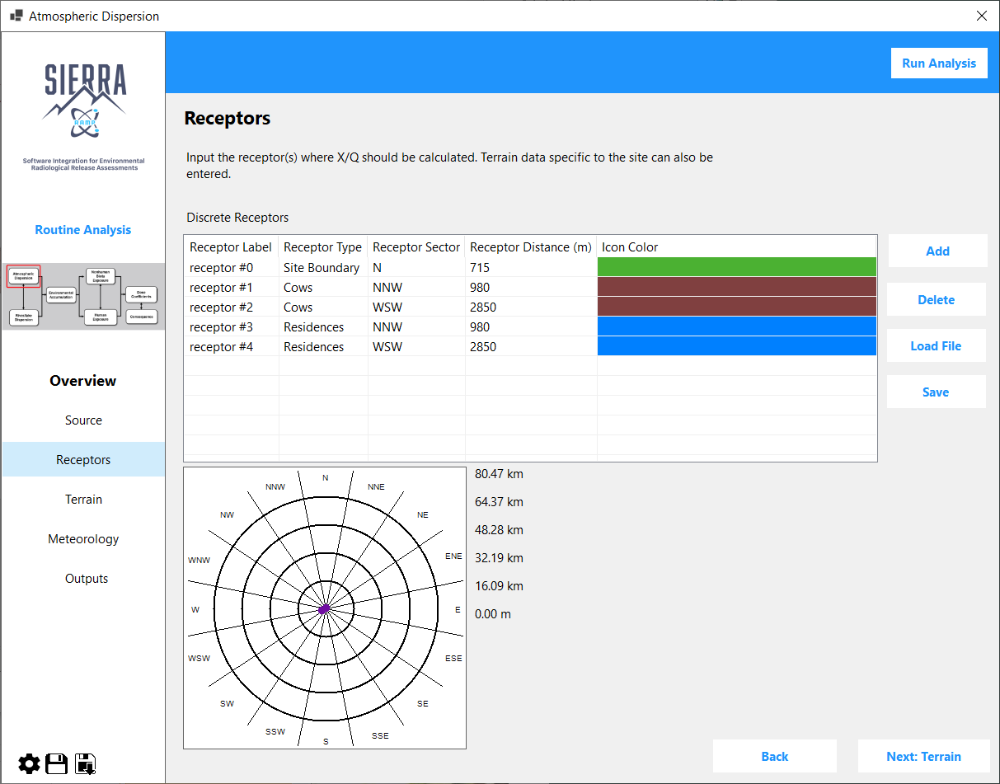 Atmospheric Dispersion
SIERRA
RAMP
Software Integration for Environmental
Radiological Release Assessments
Routine Analysis
Atmospheric
Dispersion
Nonhuman
Biota
Exposure
Environmental
Accumulation
Dose
Coefficients
River/lake
Dispersion
Human
Exposure
Consequence
Overview
Source
Receptors
Terrain
Meteorology
Outputs
Run Analysis
Receptors
Input the receptor(s) where X/Q should be calculated. Terrain data specific to the site can also be
entered.
Discrete Receptors
Receptor Label Receptor Type Receptor Sector Receptor Distance (m) Icon Color
receptor #0 Site Boundary N 715
receptor #1 Cows NNW 980
receptor #2 Cows WSW 2850
receptor #3 Residences NNW 980
receptor #4 Residences WSW 2850
Add
Delete
Load File
Save
N
NNW NNE
NW NE
WNW ENE
W E
WSW ESE
SW SE
SSW SSE
S
80.47 km
64.37 km
48.28 km
32.19 km
16.09 km
0.00 m
Back
Next: Terrain